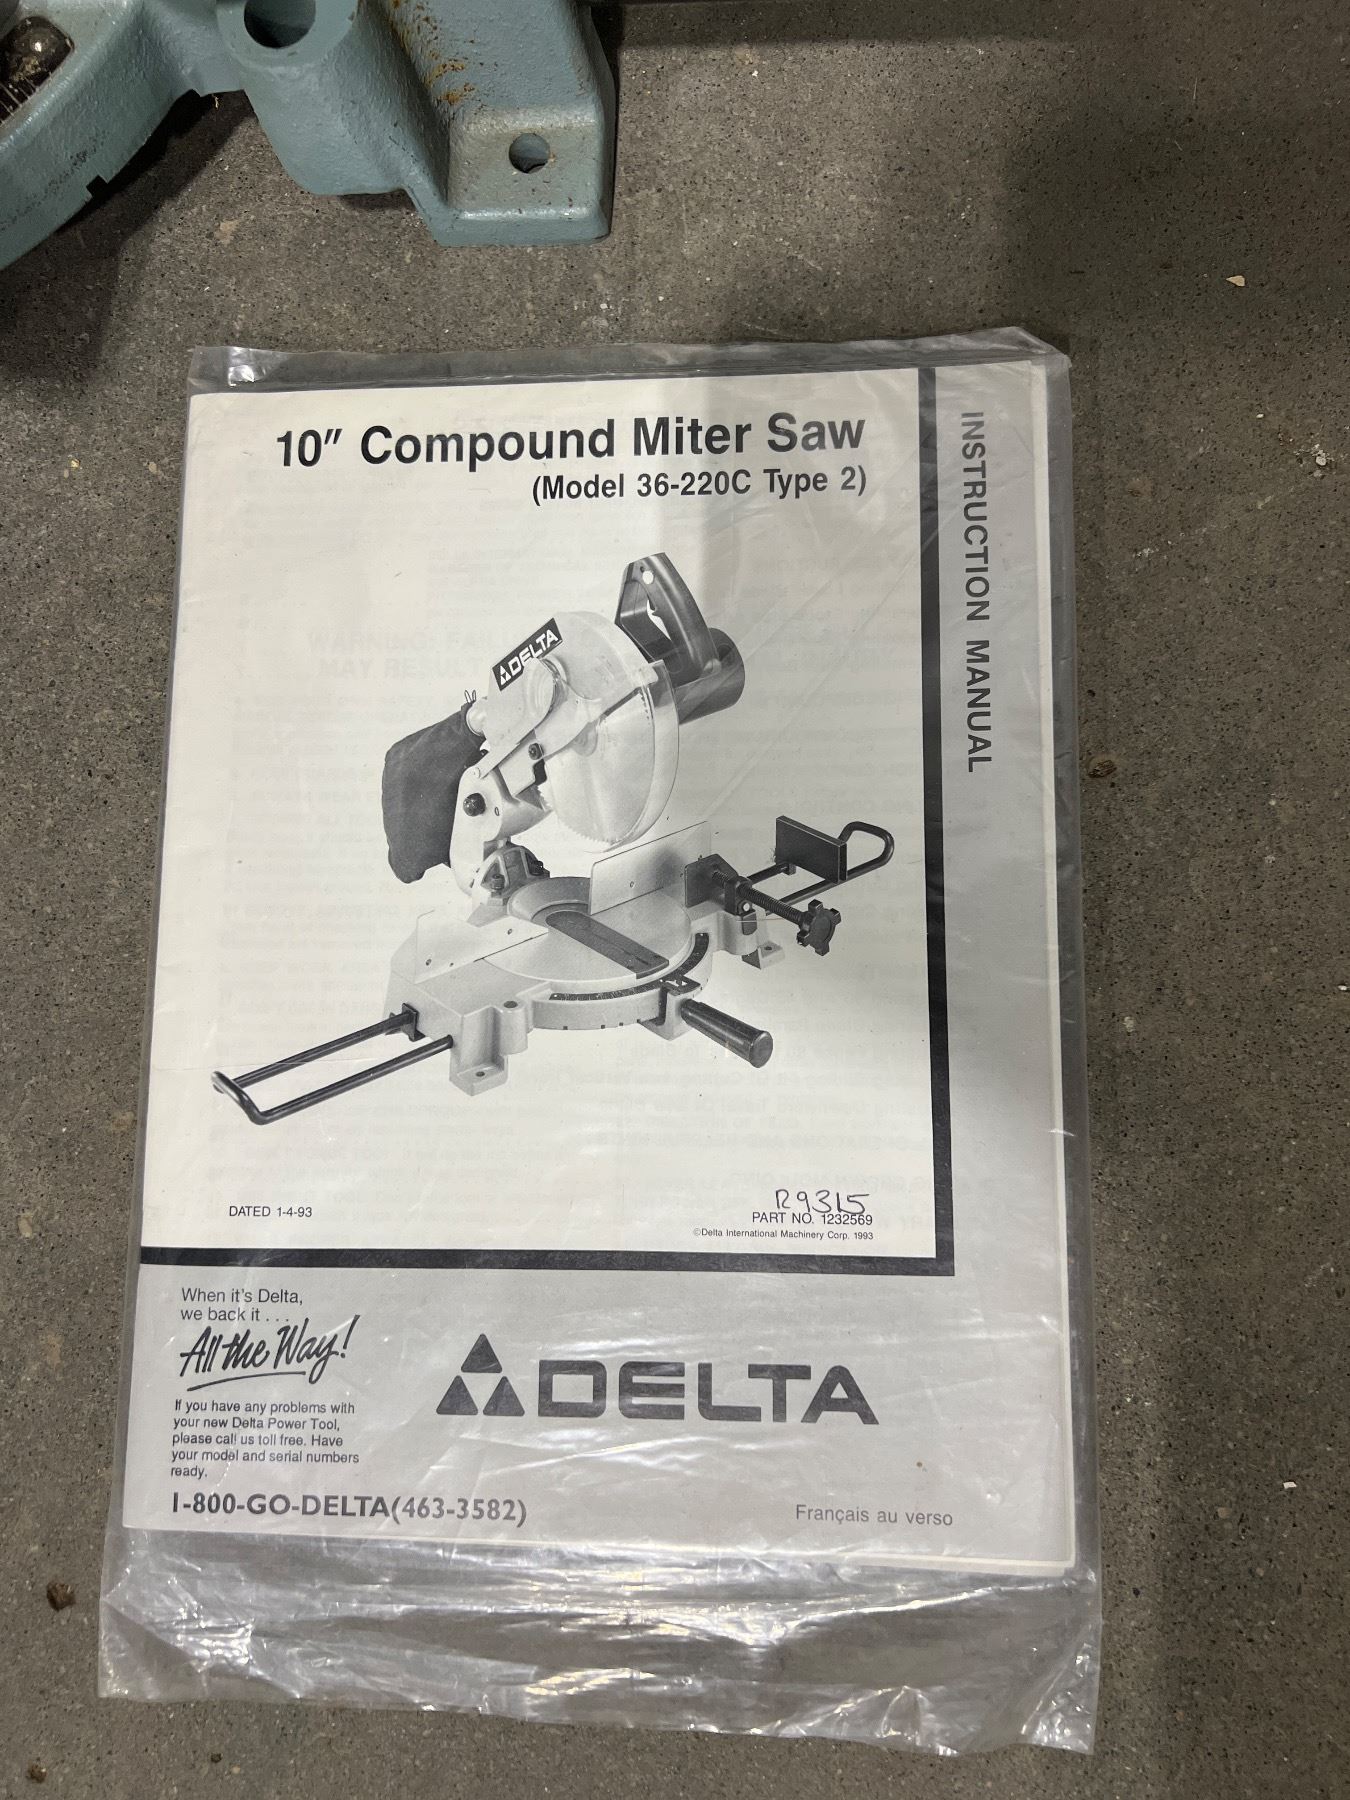 10″ Compound Miter Saw
(Model 36-220C Type 2)
INSTRUCTION MANUAL
DELTA
DATED 1-4-93
R9315
PART NO. 1232569
©Delta International Machinery Corp. 1993
When it's Delta,
we back it . . .
All the Way!
If you have any problems with
your new Delta Power Tool,
please call us toll free. Have
your model and serial numbers
ready.
1-800-GO-DELTA(463-3582)
DELTA
Français au verso